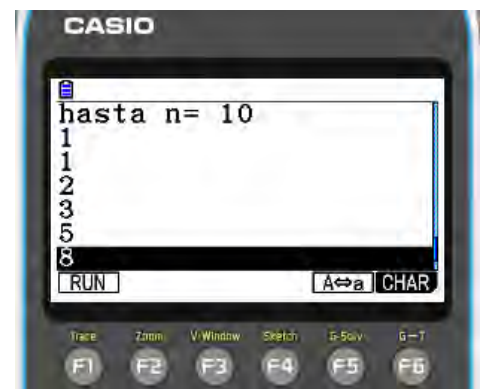 CASIO
hasta n= 10
1
1
2
3
5
8
RUN A⇔a CHAR
Trace Zoom V-Window Sketch G-Solv G↔T
F1 F2 F3 F4 F5 F6